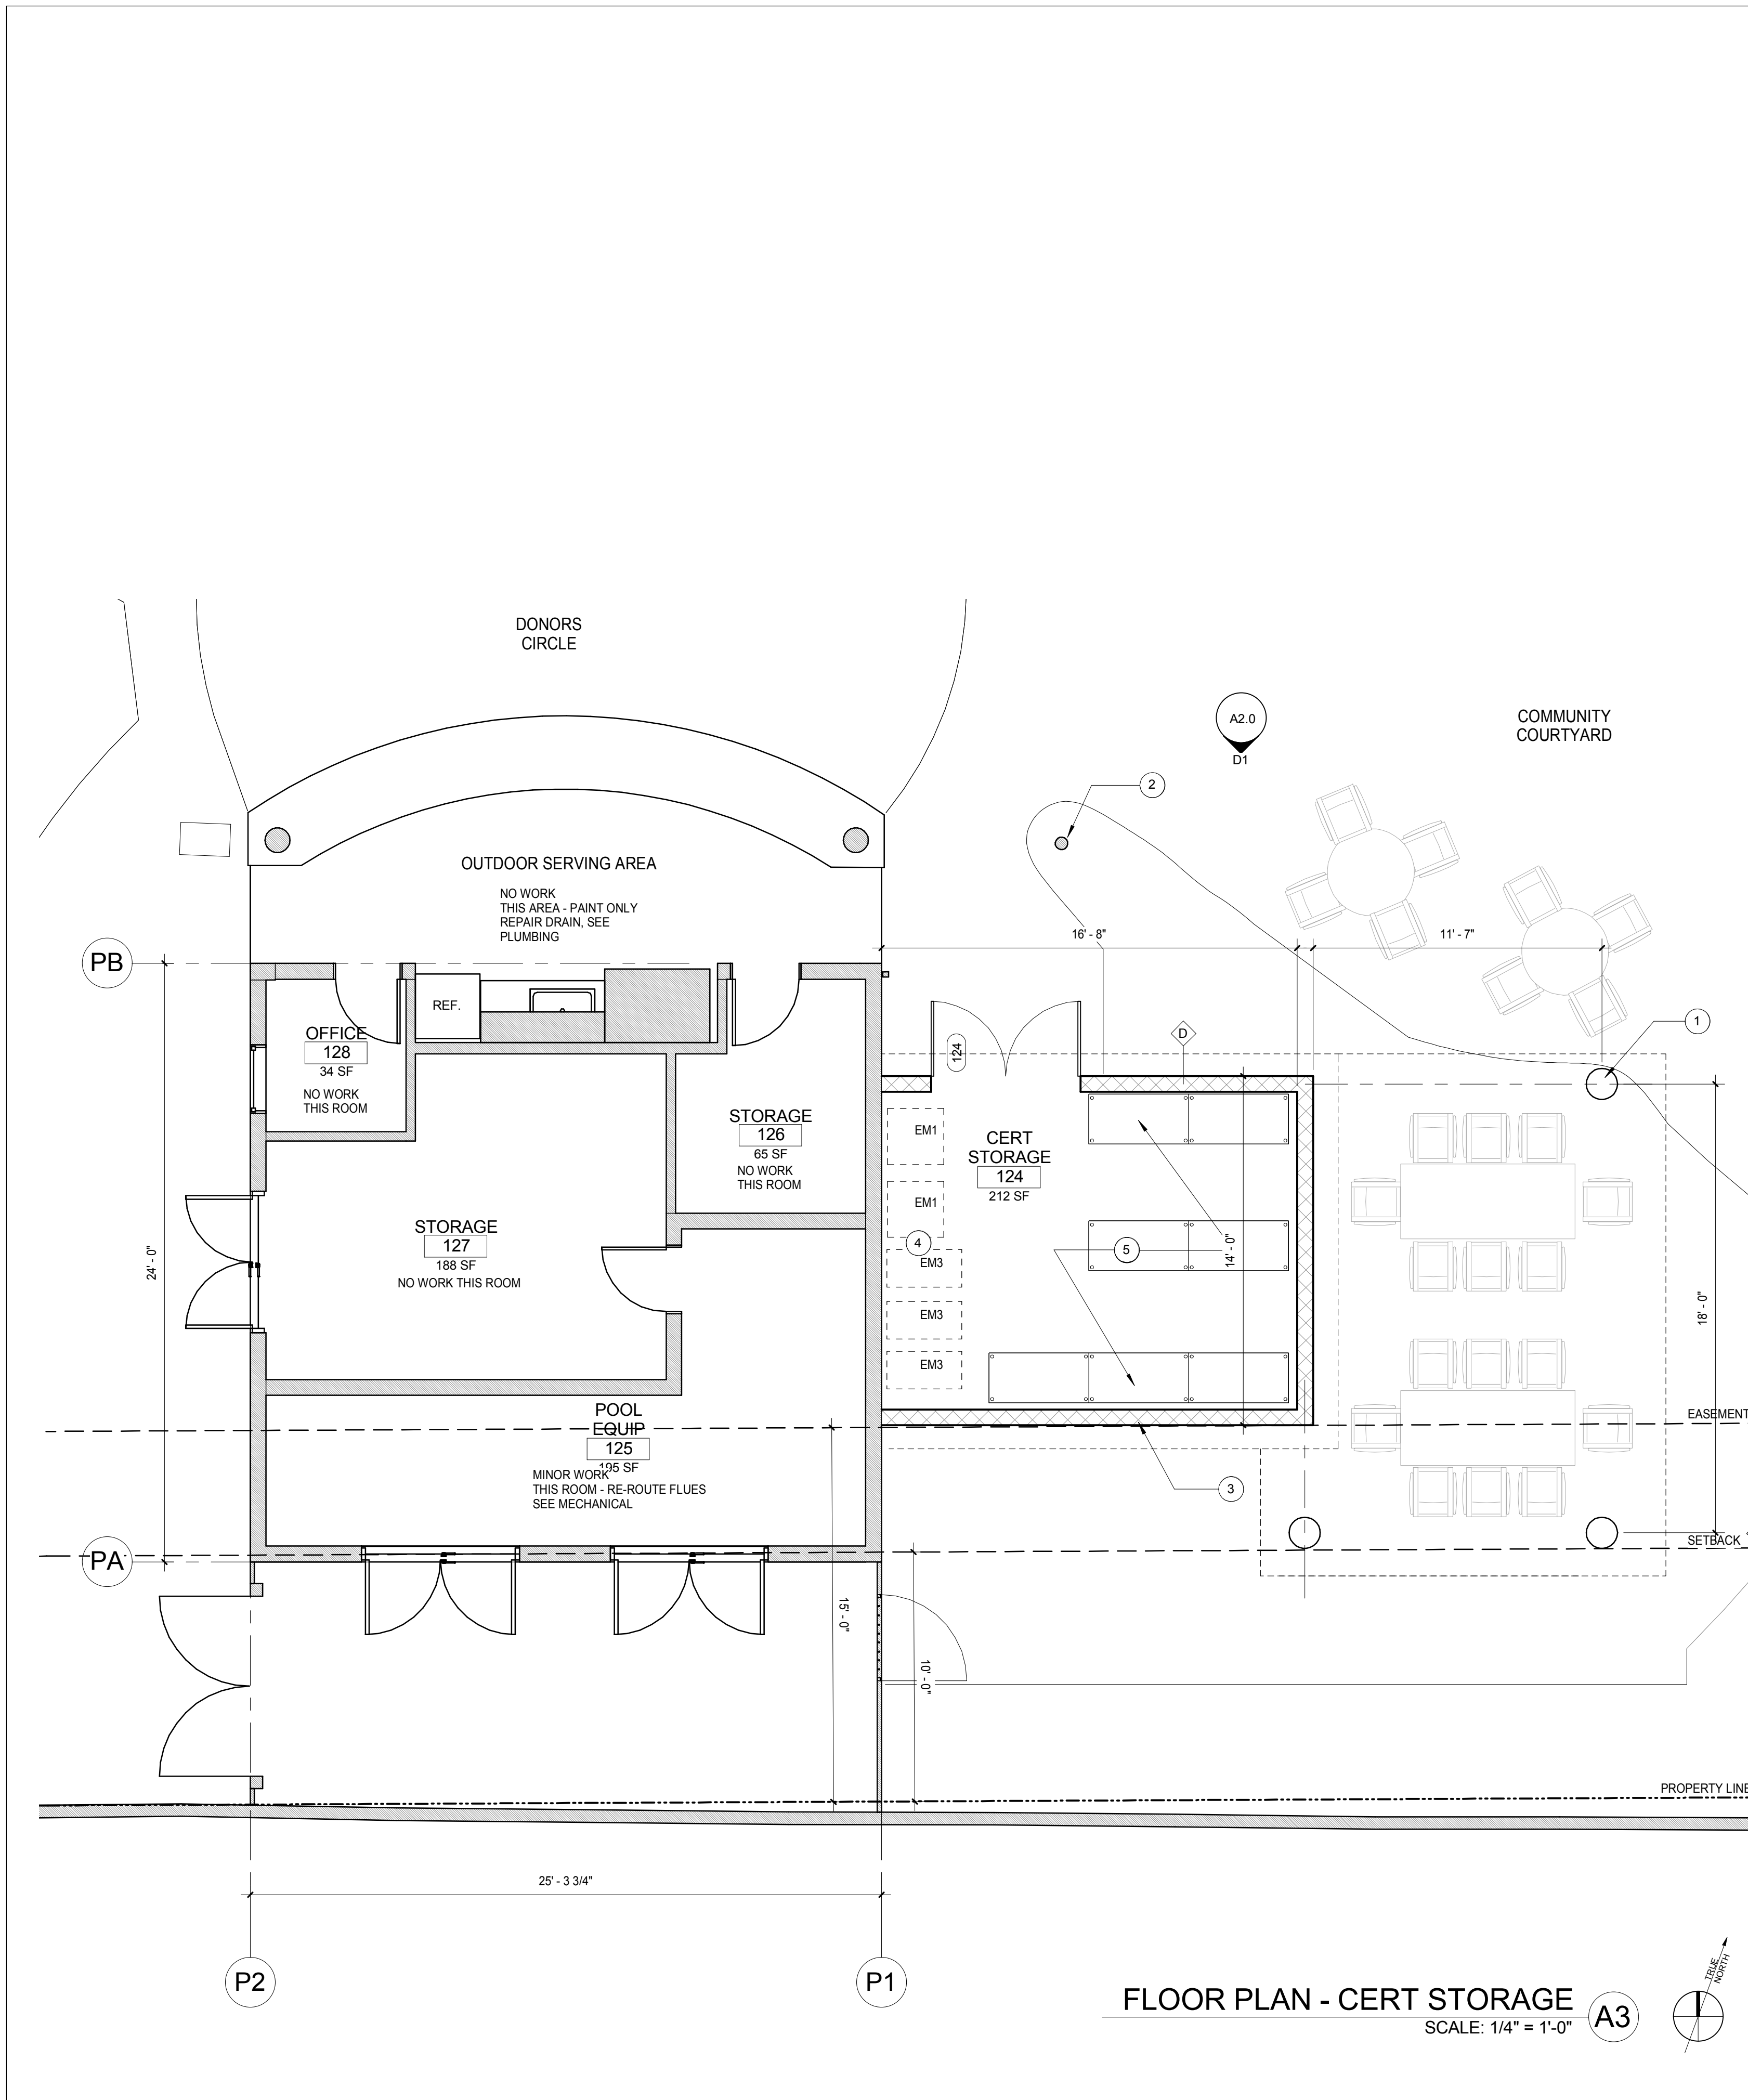 DONORS
CIRCLE
A2.0
D1
COMMUNITY
COURTYARD
2
OUTDOOR SERVING AREA
NO WORK
THIS AREA - PAINT ONLY
REPAIR DRAIN, SEE
PLUMBING
16' - 8"
11' - 7"
PB
REF.
1
OFFICE
128
34 SF
NO WORK
THIS ROOM
124
D
STORAGE
126
65 SF
NO WORK
THIS ROOM
EM1
CERT
STORAGE
124
212 SF
EM1
STORAGE
127
188 SF
NO WORK THIS ROOM
4
5
14' - 0"
24' - 0"
EM3
EM3
EM3
18' - 0"
POOL
EQUIP
125
195 SF
MINOR WORK
THIS ROOM - RE-ROUTE FLUES
SEE MECHANICAL
EASEMENT
3
PA
SETBACK
15' - 0"
10' - 0"
PROPERTY LINE
25' - 3 3/4"
P2
P1
FLOOR PLAN - CERT STORAGE
SCALE: 1/4" = 1'-0"
A3
TRUE
NORTH